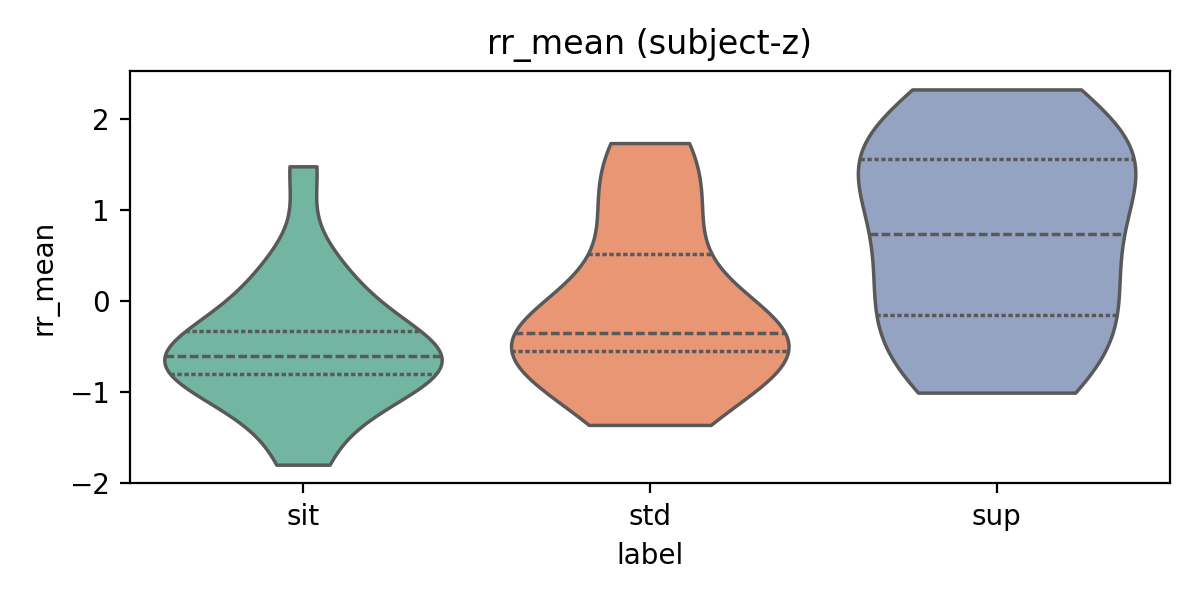 rr_mean (subject-z)
2
1
0
−1
−2
rr_mean
sit std sup
label